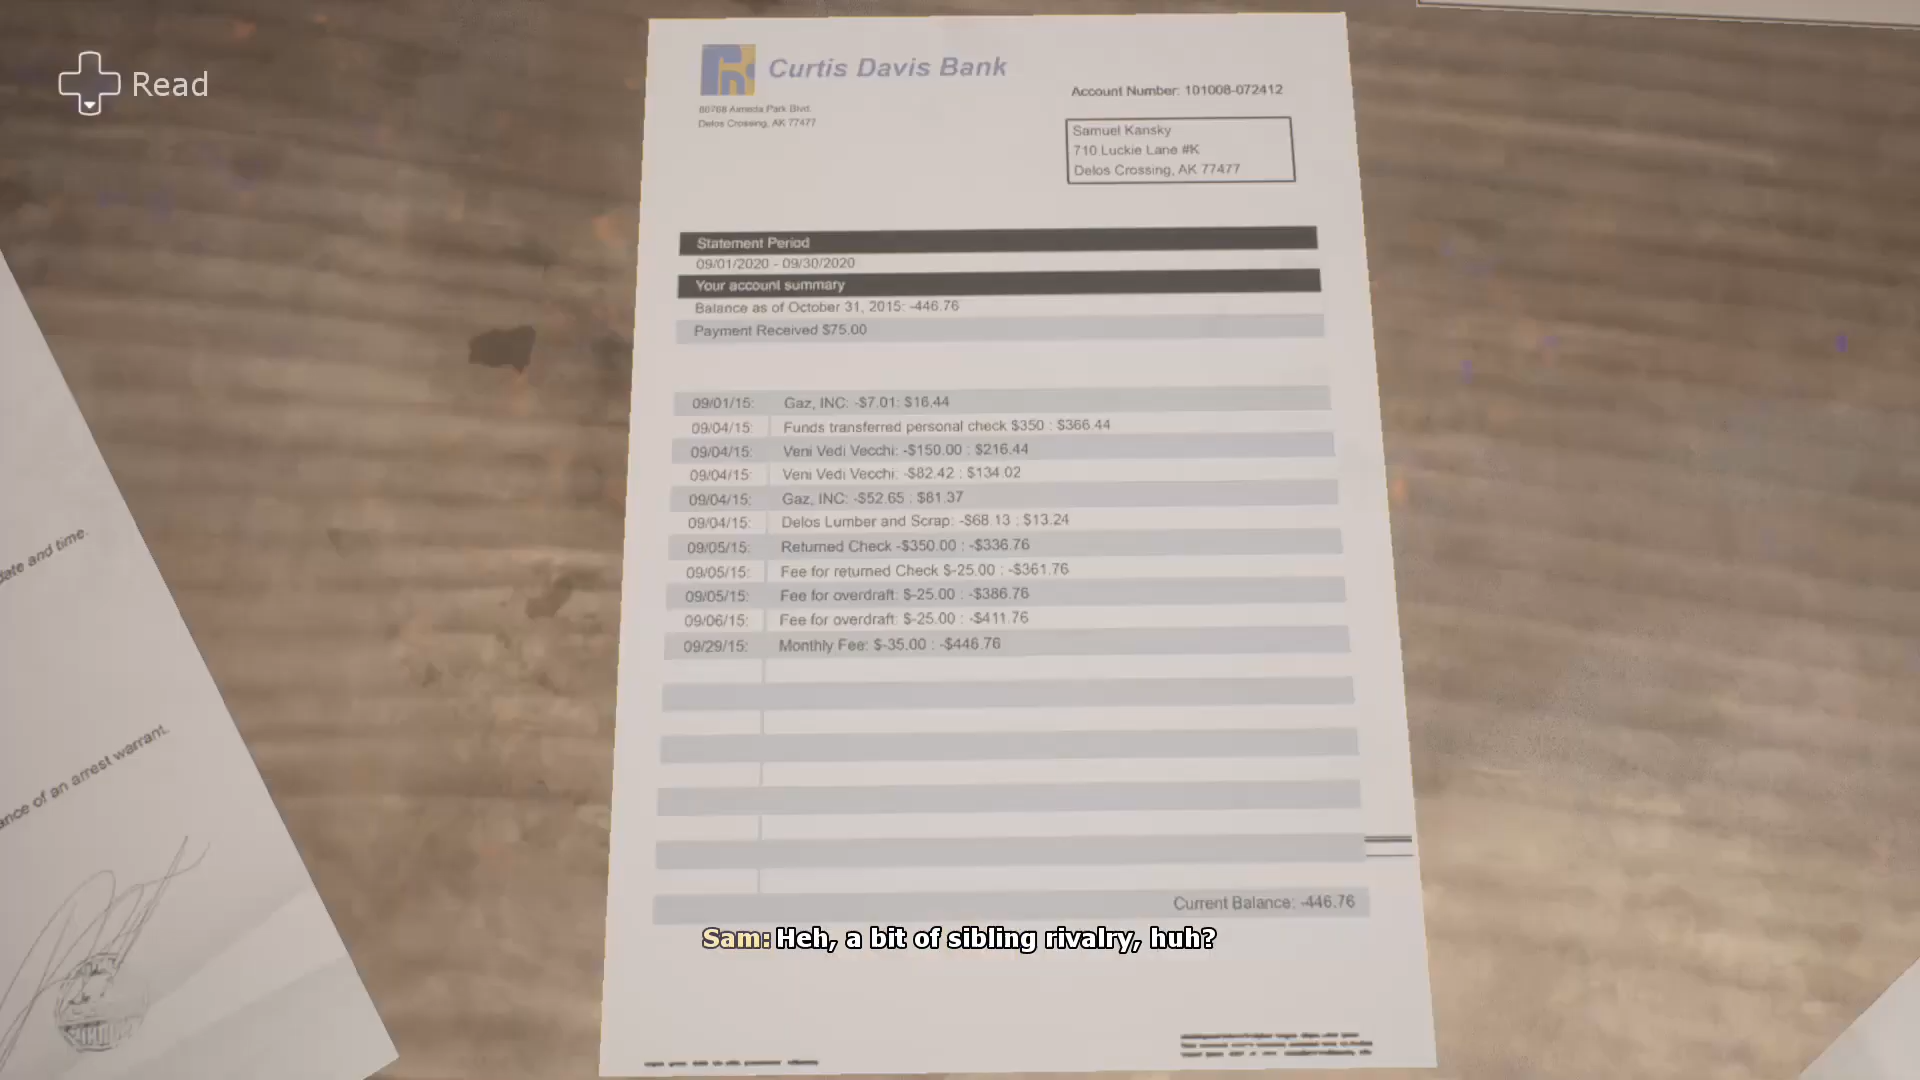 Read
Curtis Davis Bank
Delos Crossing, AK 77477
Account Number: 101008-072412
Samuel Kansky
710 Luckie Lane #K
Delos Crossing, AK 77477
Statement Period
09/01/2020 - 09/30/2020
Your account summary
Balance as of October 31, 2015: -446.76
Payment Received $75.00
09/01/15: Gaz, INC: -$7.01: $16.44
09/04/15: Funds transferred personal check $350 : $366.44
09/04/15: Veni Vedi Vecchi: -$150.00 : $216.44
09/04/15: Veni Vedi Vecchi: -$82.42 : $134.02
09/04/15: Gaz, INC: -$52.65 : $81.37
09/04/15: Delos Lumber and Scrap: -$68.13 : $13.24
09/05/15: Returned Check -$350.00 : -$336.76
09/05/15: Fee for returned Check $-25.00 : -$361.76
09/05/15: Fee for overdraft: $-25.00 : -$386.76
09/06/15: Fee for overdraft: $-25.00 : -$411.76
09/29/15: Monthly Fee: $-35.00 : -$446.76
Current Balance: -446.76
date and time.
ance of an arrest warrant.
Sam: Heh, a bit of sibling rivalry, huh?